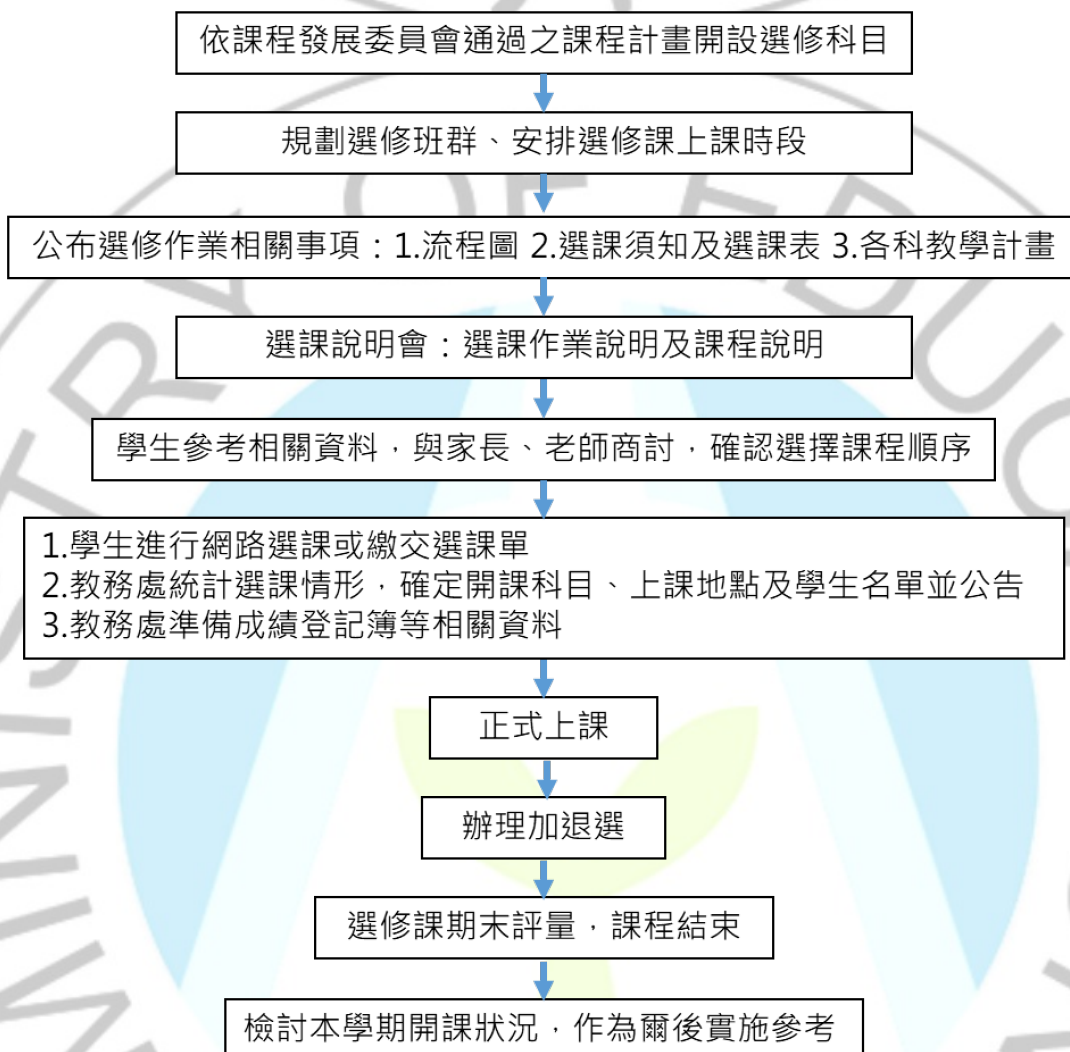 依課程發展委員會通過之課程計畫開設選修科目
規劃選修班群、安排選修課上課時段
公布選修作業相關事項：1.流程圖 2.選課須知及選課表 3.各科教學計畫
選課說明會：選課作業說明及課程說明
學生參考相關資料，與家長、老師商討，確認選擇課程順序
1.學生進行網路選課或繳交選課單
2.教務處統計選課情形，確定開課科目、上課地點及學生名單並公告
3.教務處準備成績登記簿等相關資料
正式上課
辦理加退選
選修課期末評量，課程結束
檢討本學期開課狀況，作為爾後實施參考